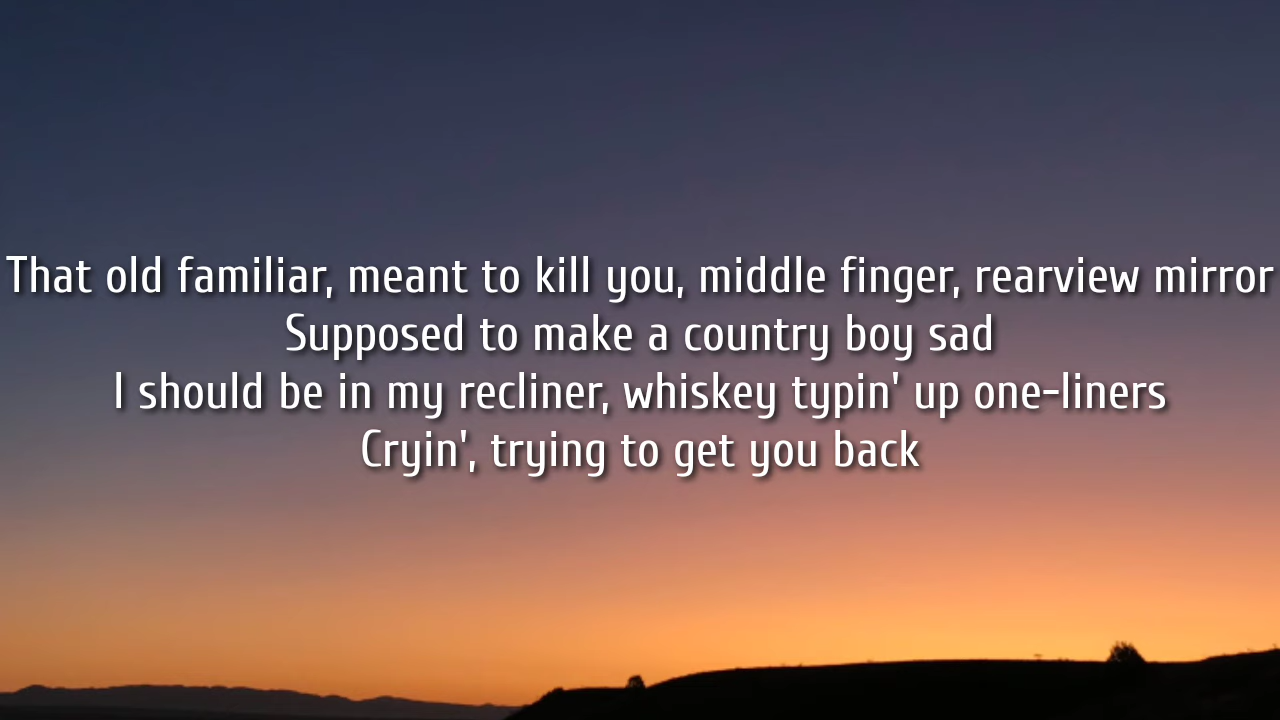 That old familiar, meant to kill you, middle finger, rearview mirror
Supposed to make a country boy sad
I should be in my recliner, whiskey typin' up one-liners
Cryin', trying to get you back